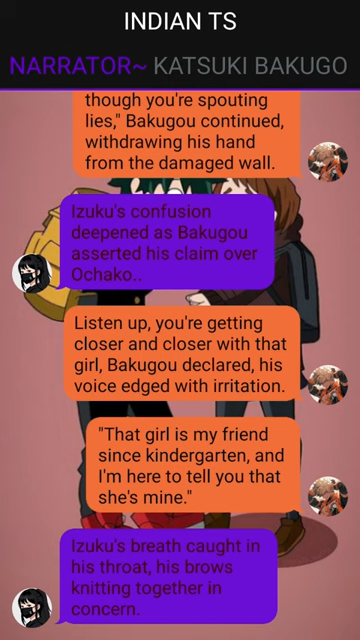 INDIAN TS
NARRATOR~ KATSUKI BAKUGO
though you're spouting
lies," Bakugou continued,
withdrawing his hand
from the damaged wall.
Izuku's confusion
deepened as Bakugou
asserted his claim over
Ochako..
Listen up, you're getting
closer and closer with that
girl, Bakugou declared, his
voice edged with irritation.
"That girl is my friend
since kindergarten, and
I'm here to tell you that
she's mine."
Izuku's breath caught in
his throat, his brows
knitting together in
concern.